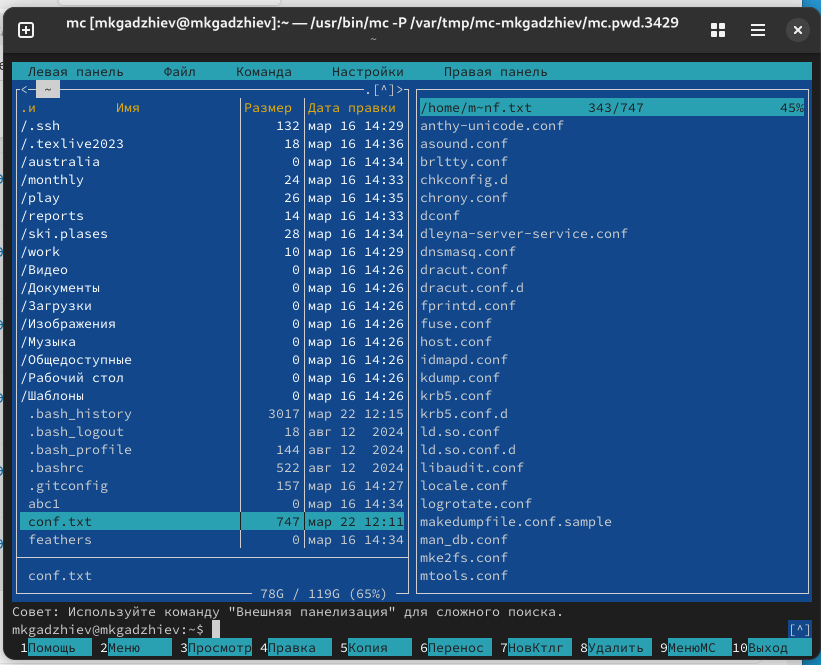 mc [mkgadzhiev@mkgadzhiev]:~ — /usr/bin/mc -P /var/tmp/mc-mkgadzhiev/mc.pwd.3429
~
Левая панель Файл Команда Настройки Правая панель
<─ ~ .[^]>
.и Имя Размер Дата правки
/.ssh 132 мар 16 14:29
/.texlive2023 18 мар 16 14:36
/australia 0 мар 16 14:34
/monthly 24 мар 16 14:33
/play 26 мар 16 14:35
/reports 14 мар 16 14:33
/ski.plases 28 мар 16 14:34
/work 10 мар 16 14:29
/Видео 0 мар 16 14:26
/Документы 0 мар 16 14:26
/Загрузки 0 мар 16 14:26
/Изображения 0 мар 16 14:26
/Музыка 0 мар 16 14:26
/Общедоступные 0 мар 16 14:26
/Рабочий стол 0 мар 16 14:26
/Шаблоны 0 мар 16 14:26
.bash_history 3017 мар 22 12:15
.bash_logout 18 авг 12 2024
.bash_profile 144 авг 12 2024
.bashrc 522 авг 12 2024
.gitconfig 157 мар 16 14:27
abc1 0 мар 16 14:34
conf.txt 747 мар 22 12:11
feathers 0 мар 16 14:34
conf.txt
78G / 119G (65%)
/home/m~nf.txt 343/747 45%
anthy-unicode.conf
asound.conf
brltty.conf
chkconfig.d
chrony.conf
dconf
dleyna-server-service.conf
dnsmasq.conf
dracut.conf
dracut.conf.d
fprintd.conf
fuse.conf
host.conf
idmapd.conf
kdump.conf
krb5.conf
krb5.conf.d
ld.so.conf
ld.so.conf.d
libaudit.conf
locale.conf
logrotate.conf
makedumpfile.conf.sample
man_db.conf
mke2fs.conf
mtools.conf
Совет: Используйте команду "Внешняя панелизация" для сложного поиска.
mkgadzhiev@mkgadzhiev:~$ [^]
1Помощь 2Меню 3Просмотр 4Правка 5Копия 6Перенос 7НовКтлг 8Удалить 9МенюМС 10Выход